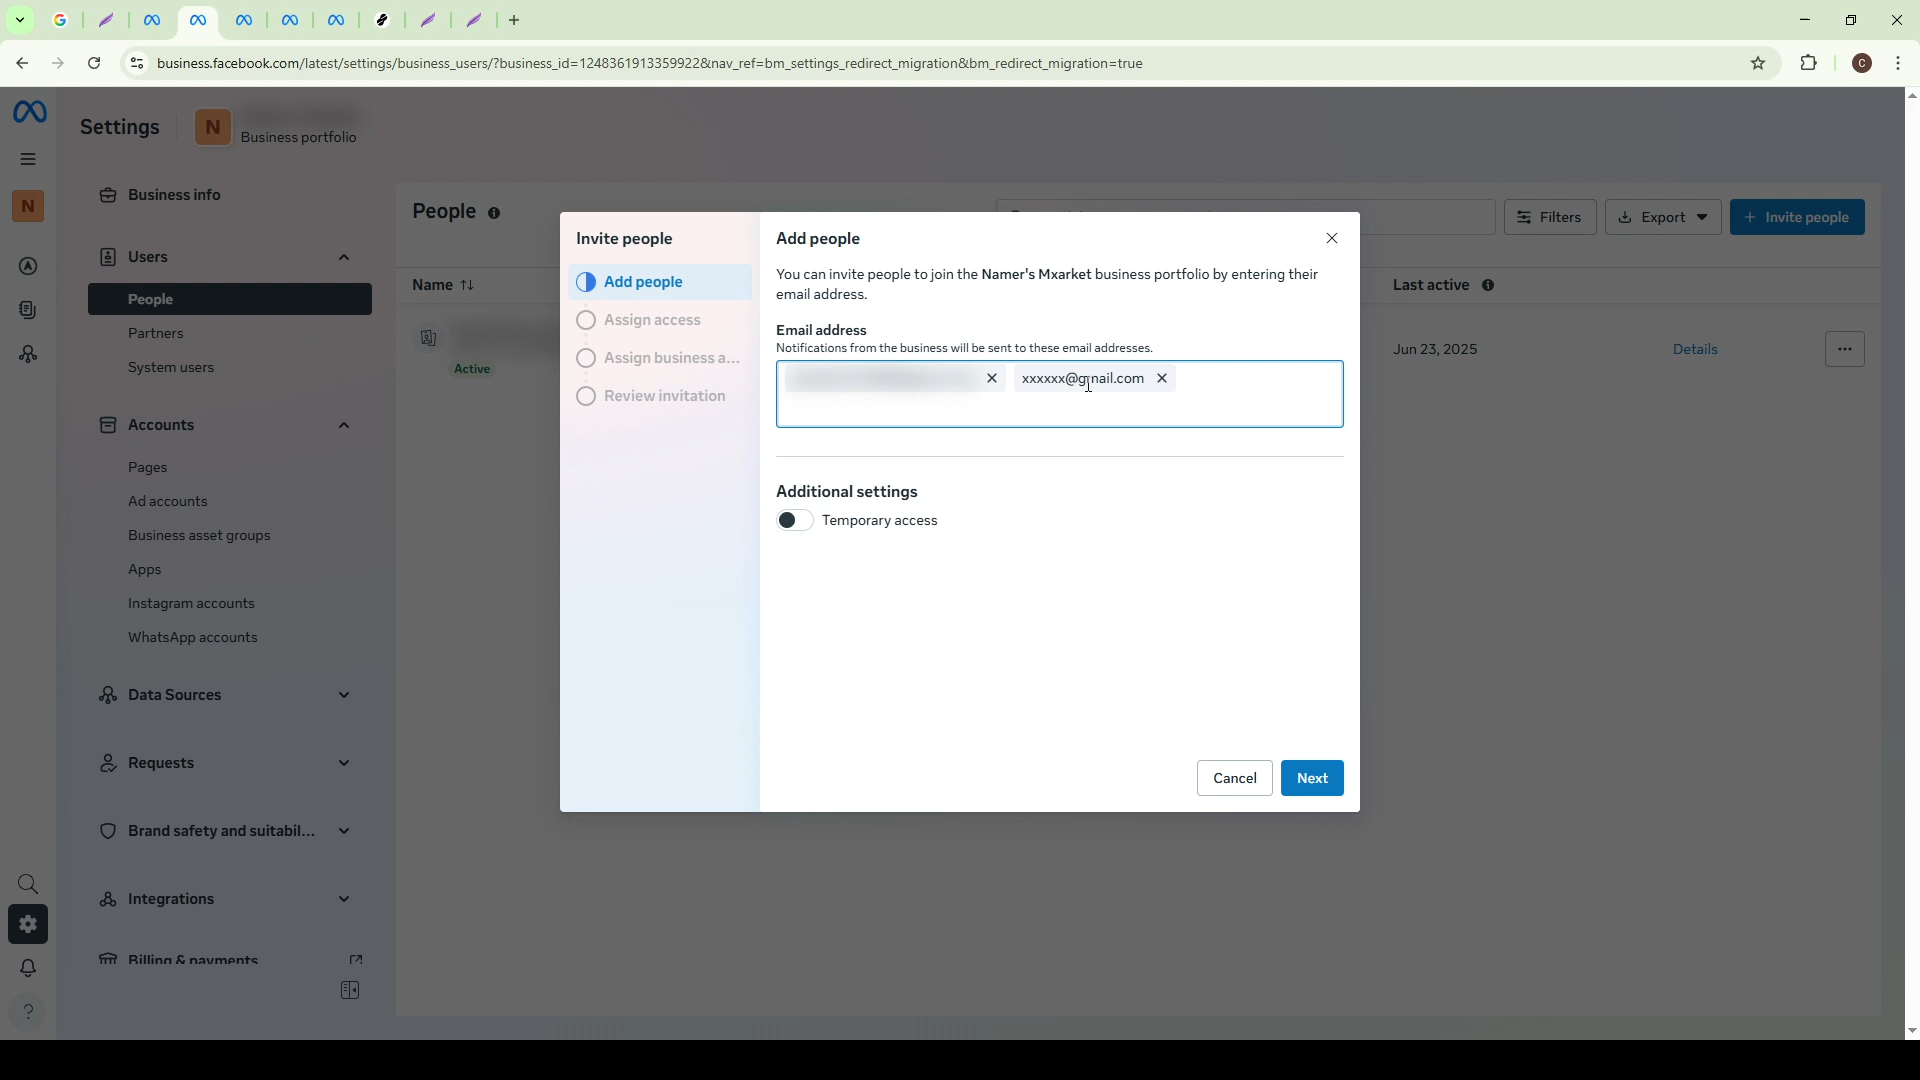 business.facebook.com/latest/settings/business_users/?business_id=1248361913359922&nav_ref=bm_settings_redirect_migration&bm_redirect_migration=true
C
Settings
N
Business portfolio
N
Business info
Users
People
Partners
System users
Accounts
Pages
Ad accounts
Business asset groups
Apps
Instagram accounts
WhatsApp accounts
Data Sources
Requests
Brand safety and suitabil...
Integrations
Billing & payments
People
Filters
Export
+ Invite people
Name
Last active
Active
Jun 23, 2025
Details
Invite people
Add people
Assign access
Assign business a...
Review invitation
Add people
You can invite people to join the Namer's Mxarket business portfolio by entering their
email address.
Email address
Notifications from the business will be sent to these email addresses.
xxxxxx@gmail.com
Additional settings
Temporary access
Cancel
Next